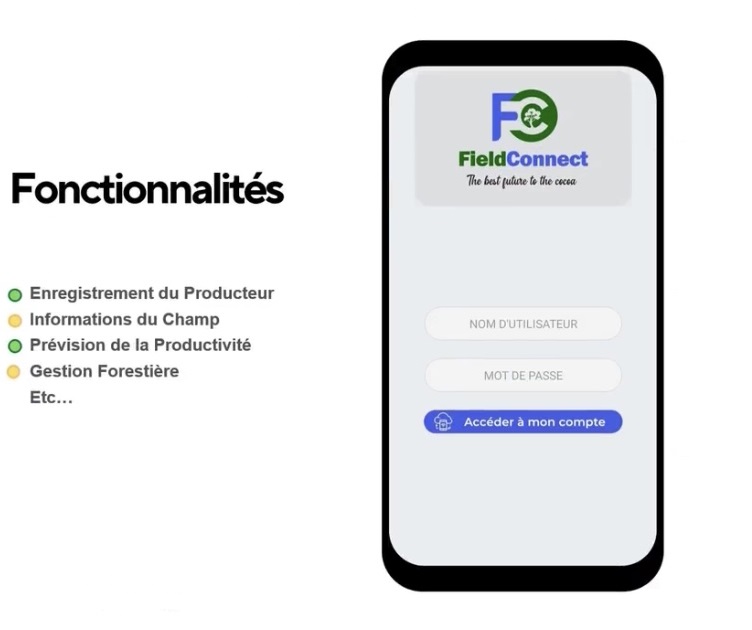 Fonctionnalités
Enregistrement du Producteur
Informations du Champ
Prévision de la Productivité
Gestion Forestière
Etc...
FC
FieldConnect
The best future to the cocoa
NOM D'UTILISATEUR
MOT DE PASSE
Accéder à mon compte